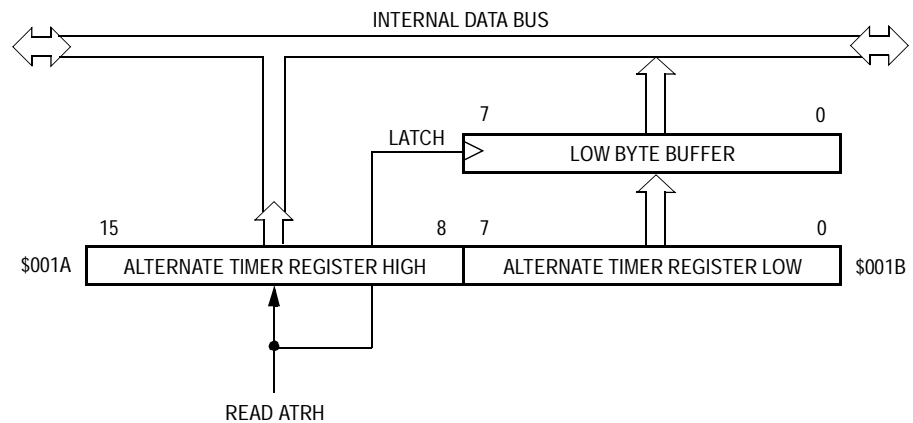 INTERNAL DATA BUS
7 0
LATCH
LOW BYTE BUFFER
15 8 7 0
$001A ALTERNATE TIMER REGISTER HIGH ALTERNATE TIMER REGISTER LOW $001B
READ ATRH